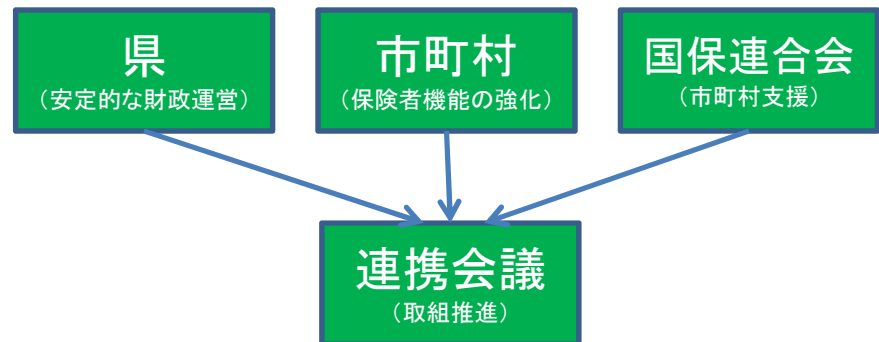 県
（安定的な財政運営）
市町村
（保険者機能の強化）
国保連合会
（市町村支援）
連携会議
（取組推進）